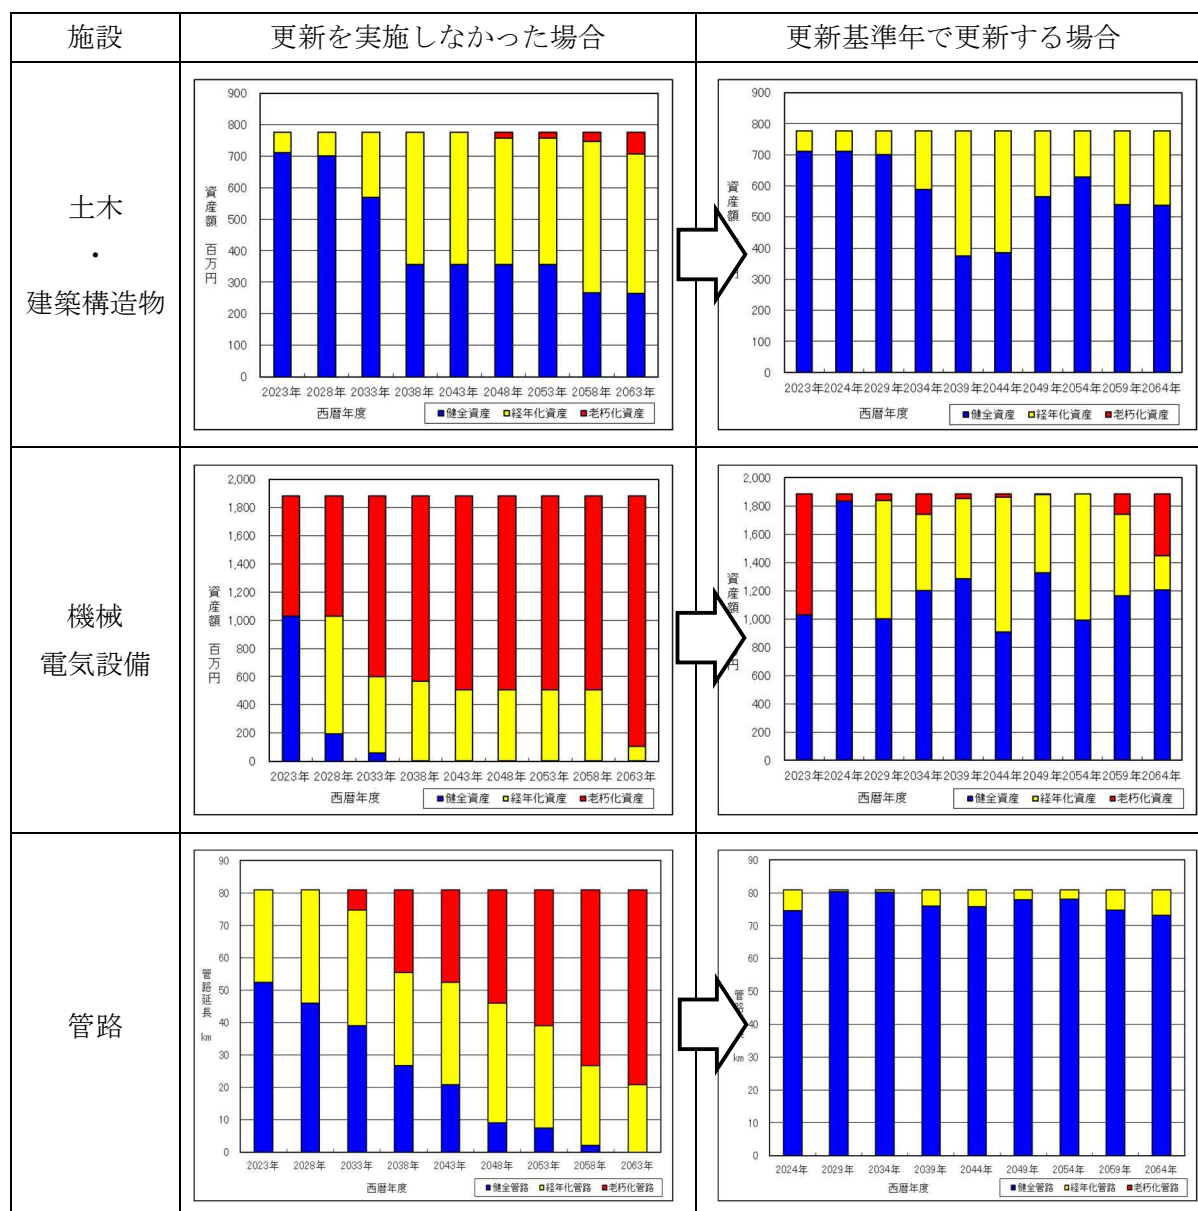 施設
更新を実施しなかった場合
更新基準年で更新する場合
土木
・
建築構造物
900
800
700
600
500
400
300
200
100
0
資産額 百万円
2023年 2028年 2033年 2038年 2043年 2048年 2053年 2058年 2063年
西暦年度
■健全資産 □経年化資産 ■老朽化資産
900
800
700
600
500
400
300
200
100
0
資産額
円
2023年 2024年 2029年 2034年 2039年 2044年 2049年 2054年 2059年 2064年
西暦年度
■健全資産 □経年化資産 ■老朽化資産
機械
電気設備
2,000
1,800
1,600
1,400
1,200
1,000
800
600
400
200
0
資産額 百万円
2023年 2028年 2033年 2038年 2043年 2048年 2053年 2058年 2063年
西暦年度
■健全資産 □経年化資産 ■老朽化資産
2,000
1,800
1,600
1,400
1,200
1,000
800
600
400
200
0
資産額
円
2023年 2024年 2029年 2034年 2039年 2044年 2049年 2054年 2059年 2064年
西暦年度
■健全資産 □経年化資産 ■老朽化資産
管路
90
80
70
60
50
40
30
20
10
0
管路延長 km
2023年 2028年 2033年 2038年 2043年 2048年 2053年 2058年 2063年
西暦年度
■健全管路 □経年化管路 ■老朽化管路
90
80
70
60
50
40
30
20
10
0
管路
km
2024年 2029年 2034年 2039年 2044年 2049年 2054年 2059年 2064年
西暦年度
■健全管路 □経年化管路 ■老朽化管路